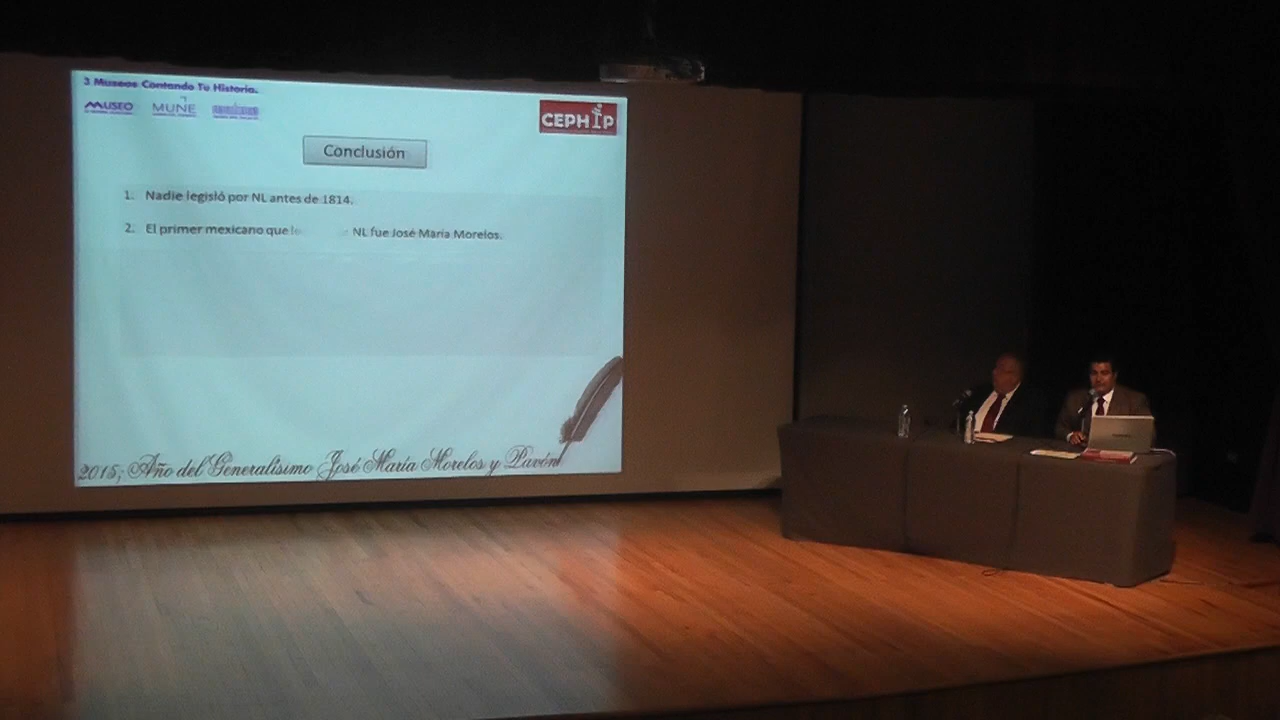 3 Museos Contando Tu Historia.
MUSEO MUNE
CEPHIP
Conclusión
1. Nadie legisló por NL antes de 1814.
2. El primer mexicano que NL fue José María Morelos.
2015; Año del Generalísimo José María Morelos y Pavón